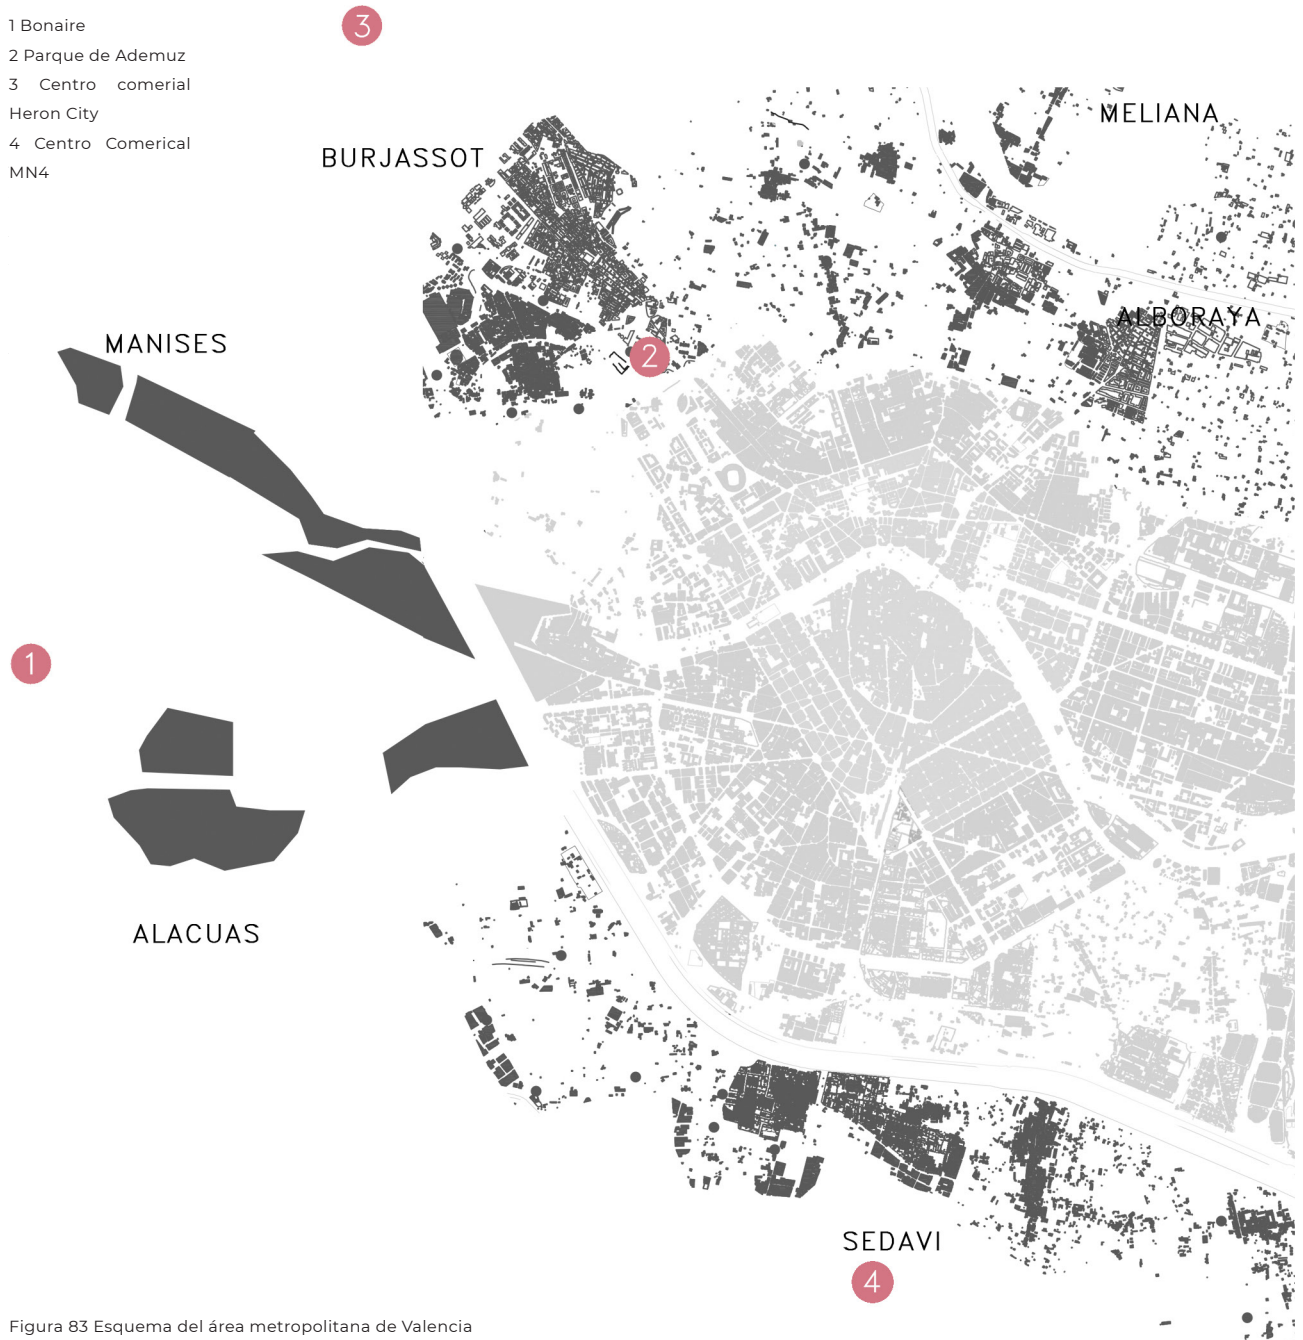 1 Bonaire
2 Parque de Ademuz
3 Centro comerial
Heron City
4 Centro Comerical
MN4
3
MELIANA
BURJASSOT
ALBORAYA
MANISES
2
1
ALACUAS
SEDAVI
4
Figura 83 Esquema del área metropolitana de Valencia